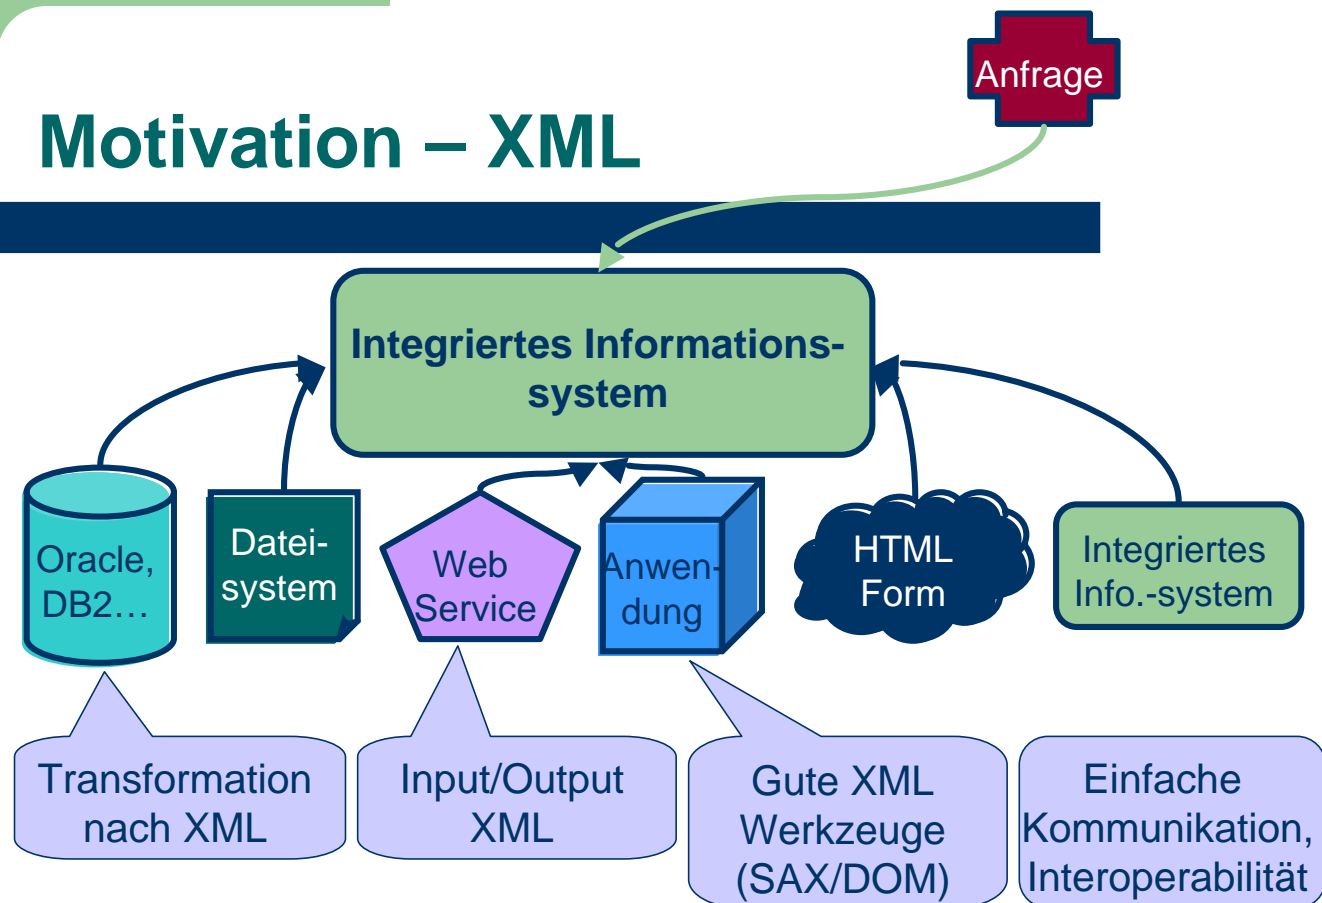 Anfrage
Motivation – XML
Integriertes Informations-
system
Oracle,
DB2…
Datei-
system
Web
Service
Anwen-
dung
HTML
Form
Integriertes
Info.-system
Transformation
nach XML
Input/Output
XML
Gute XML
Werkzeuge
(SAX/DOM)
Einfache
Kommunikation,
Interoperabilität